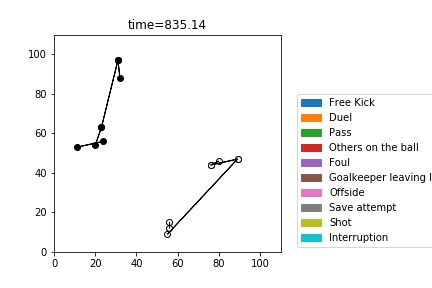 time=835.14
100
80
60
40
20
0
0 20 40 60 80 100
Free Kick
Duel
Pass
Others on the ball
Foul
Goalkeeper leaving
Offside
Save attempt
Shot
Interruption